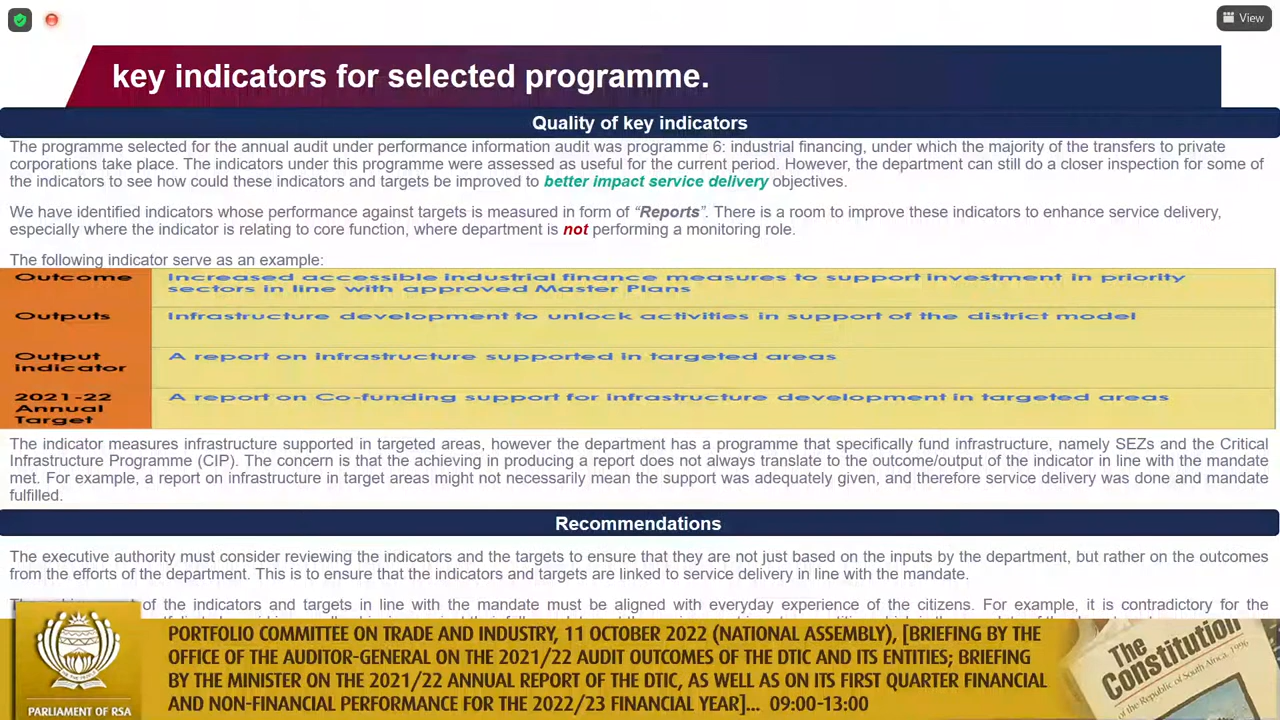 View
key indicators for selected programme.
Quality of key indicators
The programme selected for the annual audit under performance information audit was programme 6: industrial financing, under which the majority of the transfers to private
corporations take place. The indicators under this programme were assessed as useful for the current period. However, the department can still do a closer inspection for some of
the indicators to see how could these indicators and targets be improved to better impact service delivery objectives.
We have identified indicators whose performance against targets is measured in form of “Reports”. There is a room to improve these indicators to enhance service delivery,
especially where the indicator is relating to core function, where department is not performing a monitoring role.
The following indicator serve as an example:
Outcome
Increased accessible industrial finance measures to support investment in priority
sectors in line with approved Master Plans
Outputs
Infrastructure development to unlock activities in support of the district model
Output
indicator
A report on infrastructure supported in targeted areas
2021-22
Annual
Target
A report on Co-funding support for infrastructure development in targeted areas
The indicator measures infrastructure supported in targeted areas, however the department has a programme that specifically fund infrastructure, namely SEZs and the Critical
Infrastructure Programme (CIP). The concern is that the achieving in producing a report does not always translate to the outcome/output of the indicator in line with the mandate
met. For example, a report on infrastructure in target areas might not necessarily mean the support was adequately given, and therefore service delivery was done and mandate
fulfilled.
Recommendations
The executive authority must consider reviewing the indicators and the targets to ensure that they are not just based on the inputs by the department, but rather on the outcomes
from the efforts of the department. This is to ensure that the indicators and targets are linked to service delivery in line with the mandate.
of the indicators and targets in line with the mandate must be aligned with everyday experience of the citizens. For example, it is contradictory for the
PORTFOLIO COMMITTEE ON TRADE AND INDUSTRY, 11 OCTOBER 2022 (NATIONAL ASSEMBLY), [BRIEFING BY THE
OFFICE OF THE AUDITOR-GENERAL ON THE 2021/22 AUDIT OUTCOMES OF THE DTIC AND ITS ENTITIES; BRIEFING
BY THE MINISTER ON THE 2021/22 ANNUAL REPORT OF THE DTIC, AS WELL AS ON ITS FIRST QUARTER FINANCIAL
AND NON-FINANCIAL PERFORMANCE FOR THE 2022/23 FINANCIAL YEAR]... 09:00-13:00
PARLIAMENT OF RSA
The
Constitution
of the Republic of South Africa, 1996